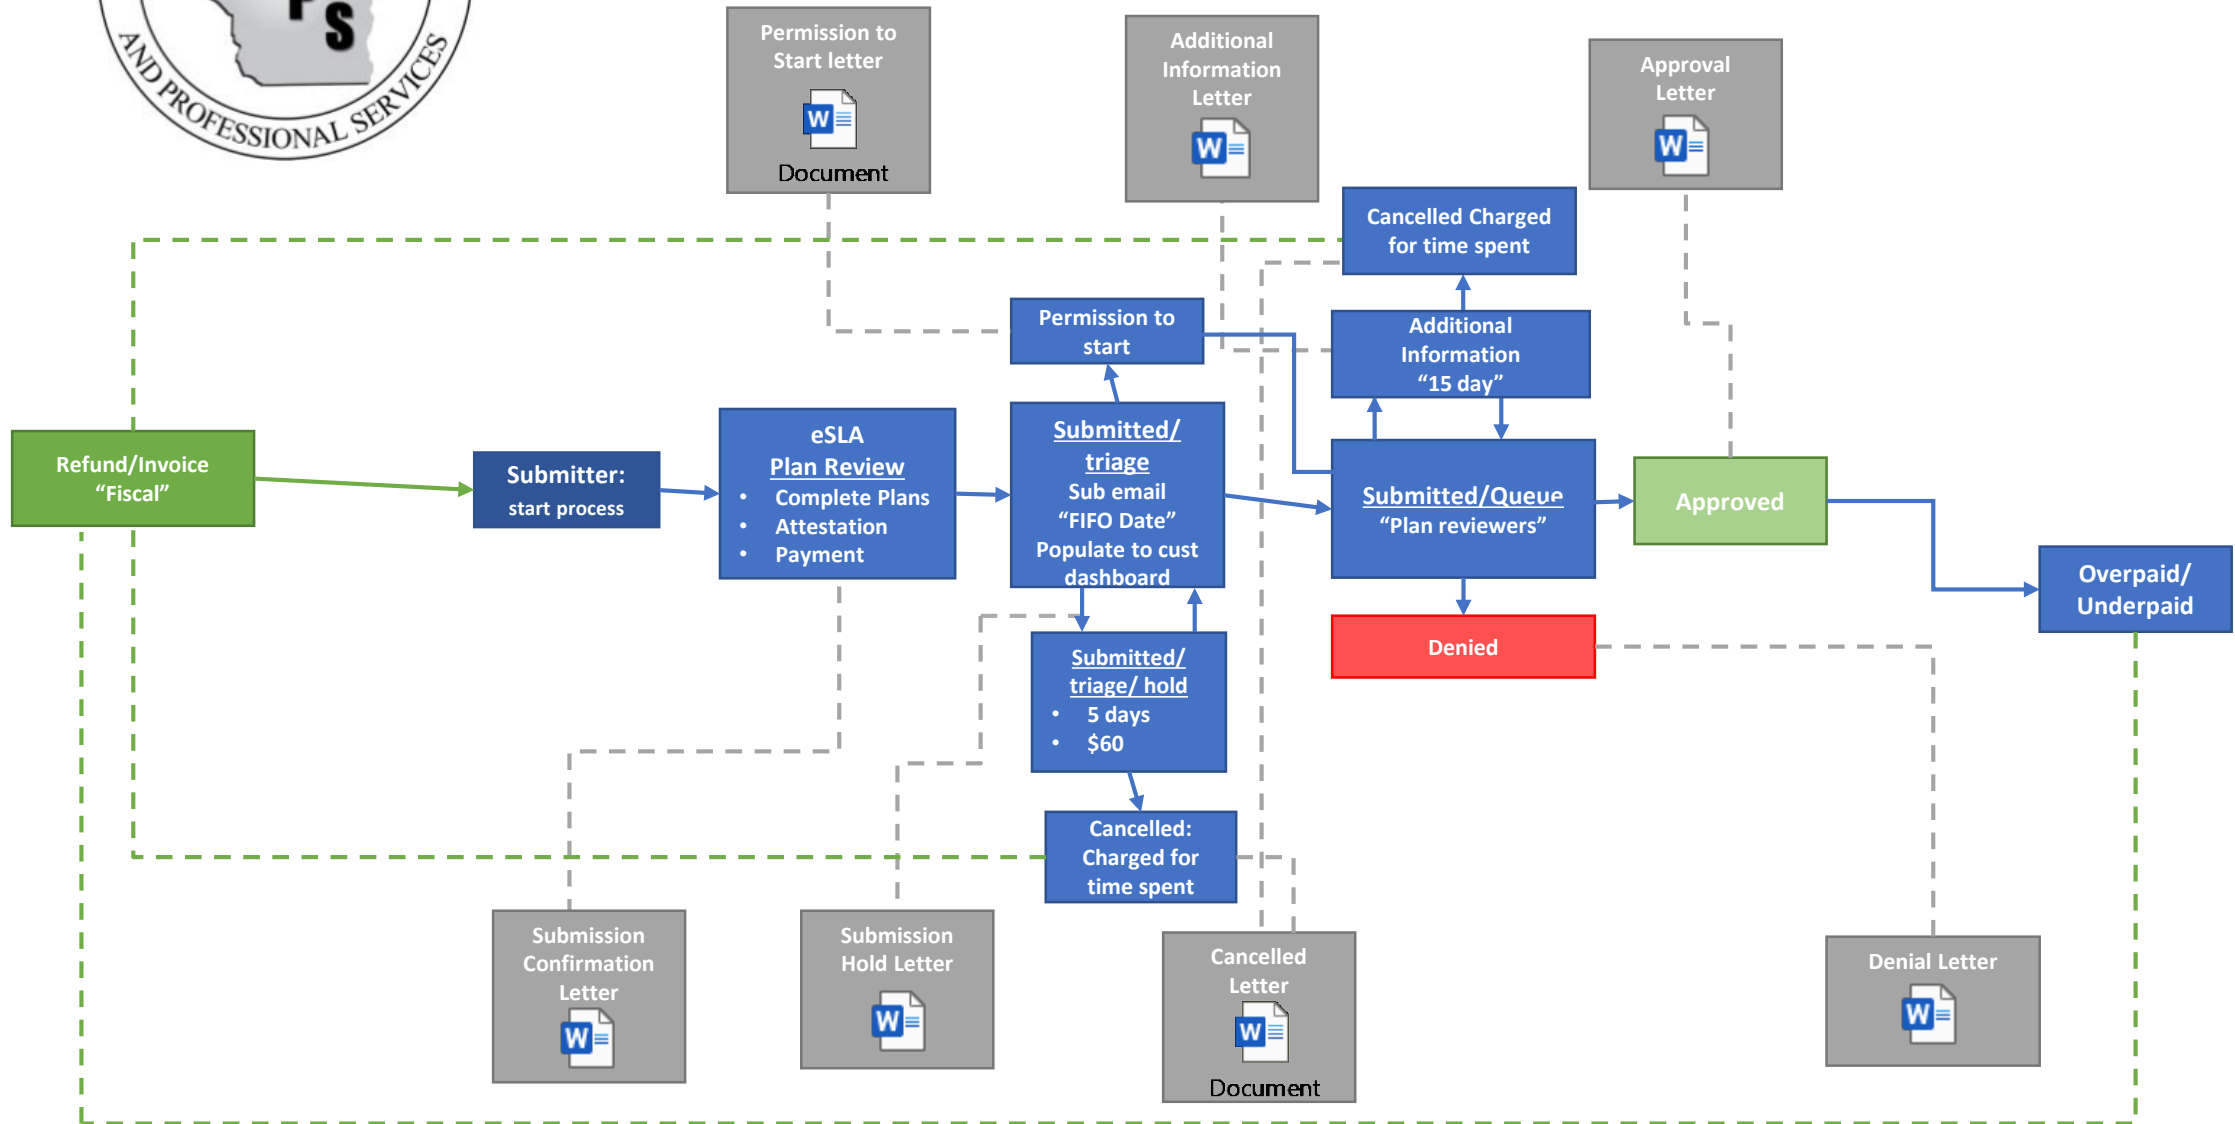 P
S
AND PROFESSIONAL SERVICES
Permission to
Start letter
W
Document
Additional
Information
Letter
W
Approval
Letter
W
Cancelled Charged
for time spent
Permission to
start
Additional
Information
“15 day”
Refund/Invoice
“Fiscal”
Submitter:
start process
eSLA
Plan Review
• Complete Plans
• Attestation
• Payment
Submitted/
triage
Sub email
“FIFO Date”
Populate to cust
dashboard
Submitted/Queue
“Plan reviewers”
Approved
Overpaid/
Underpaid
Denied
Submitted/
triage/ hold
• 5 days
• $60
Cancelled:
Charged for
time spent
Submission
Confirmation
Letter
W
Submission
Hold Letter
W
Cancelled
Letter
W
Document
Denial Letter
W